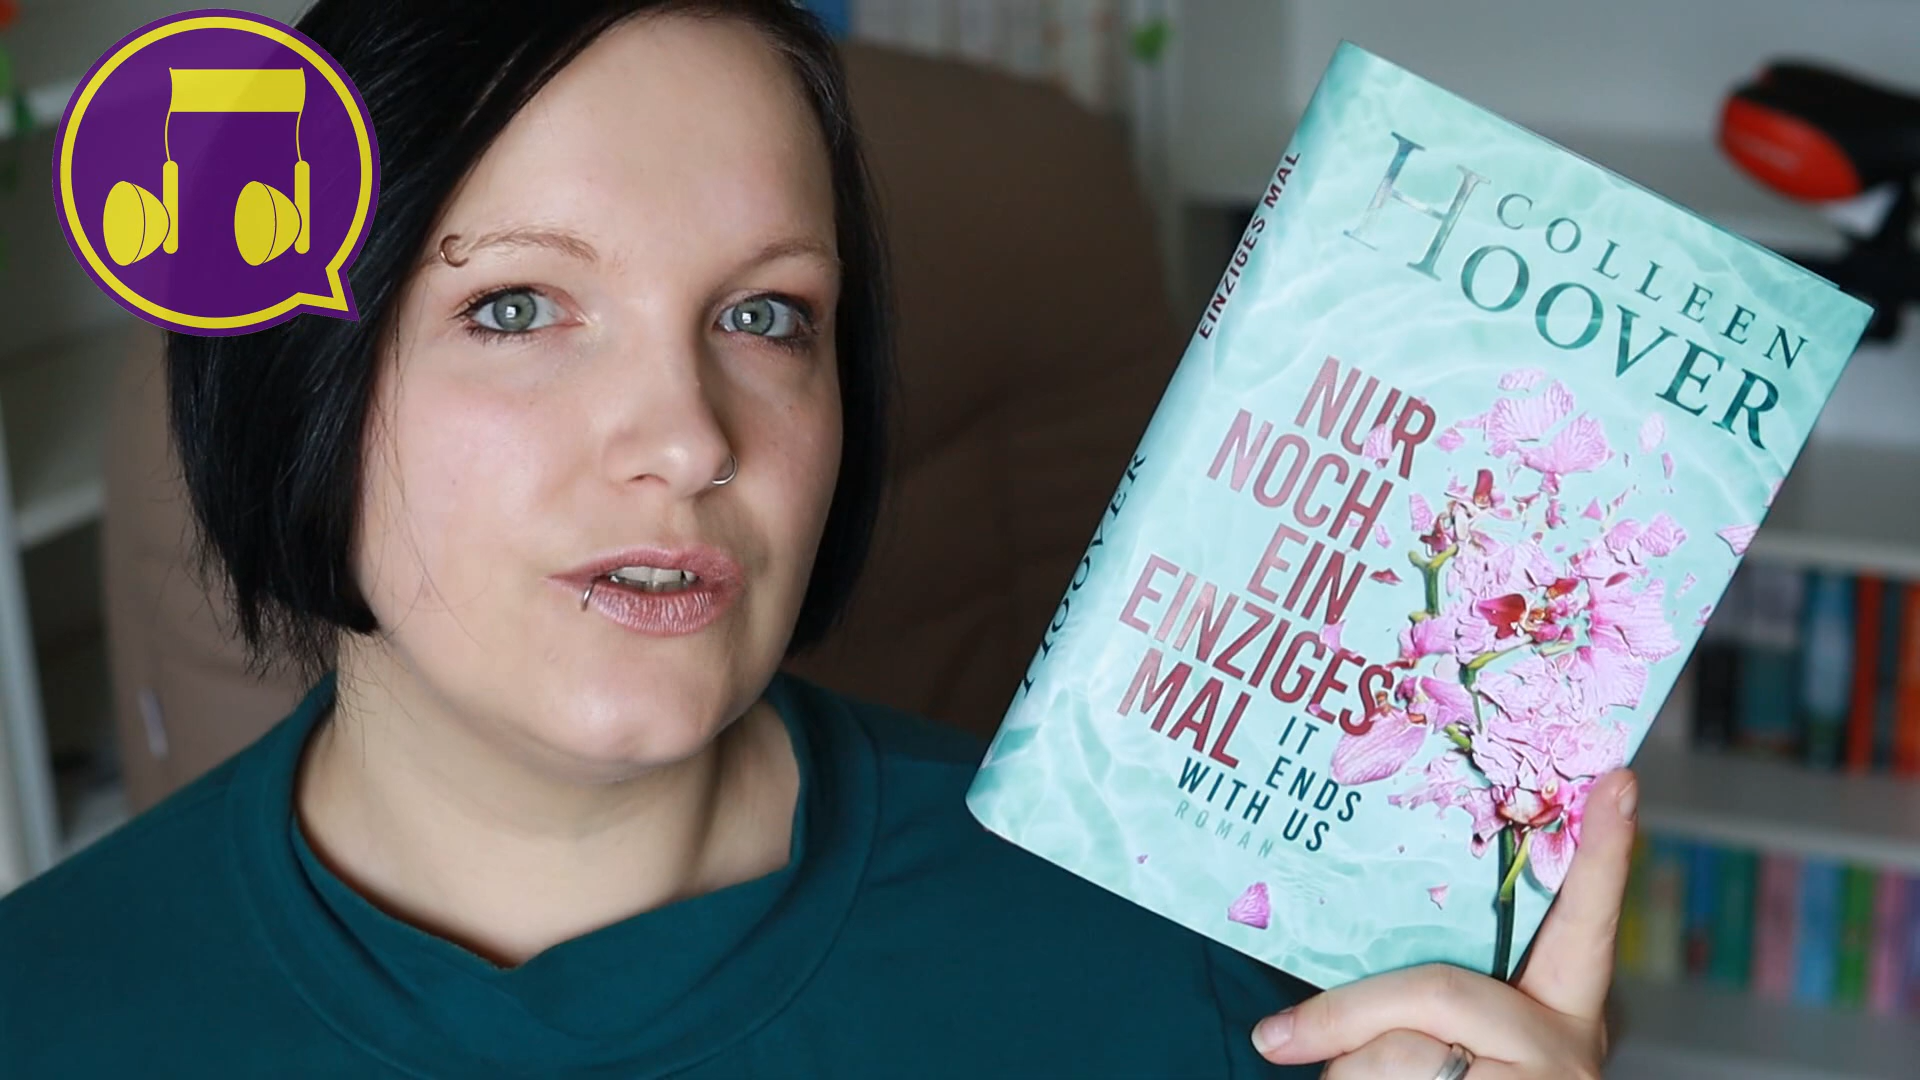 COLLEEN
HOOVER
NUR
NOCH
EIN
EINZIGES
MAL
IT
ENDS
WITH US
ROMAN
EINZIGES MAL
HOOVER